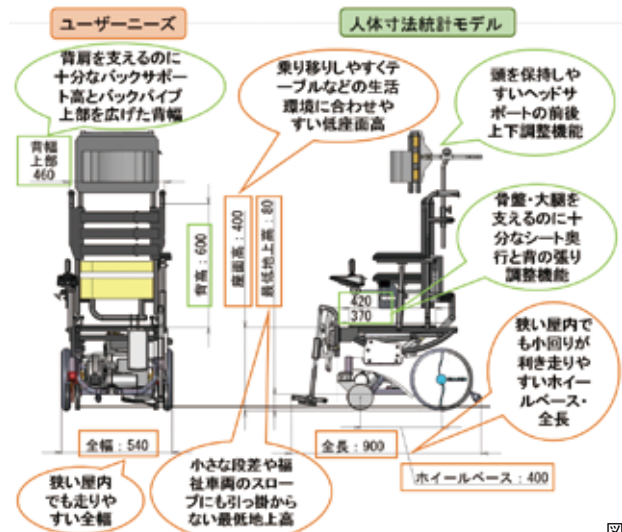 ユーザーニーズ
人体寸法統計モデル
背肩を支えるのに
十分なバックサポー
ト高とバックパイプ
上部を広げた背幅
乗り移りしやすくテ
ーブルなどの生活
環境に合わせや
すい低座面高
頭を保持しや
すいヘッドサ
ポートの前後
上下調整機能
背幅
上部
460
背高:600
座面高:400
最低地上高:80
骨盤・大腿を
支えるのに十
分なシート奥
行と背の張り
調整機能
420
370
狭い屋内で
も小回りが
利き走りや
すいホイー
ルベース・
全長
全幅:540
全長:900
ホイールベース:400
狭い屋内
でも走りや
すい全幅
小さな段差や福
祉車両のスロー
プにも引っ掛から
ない最低地上高
図